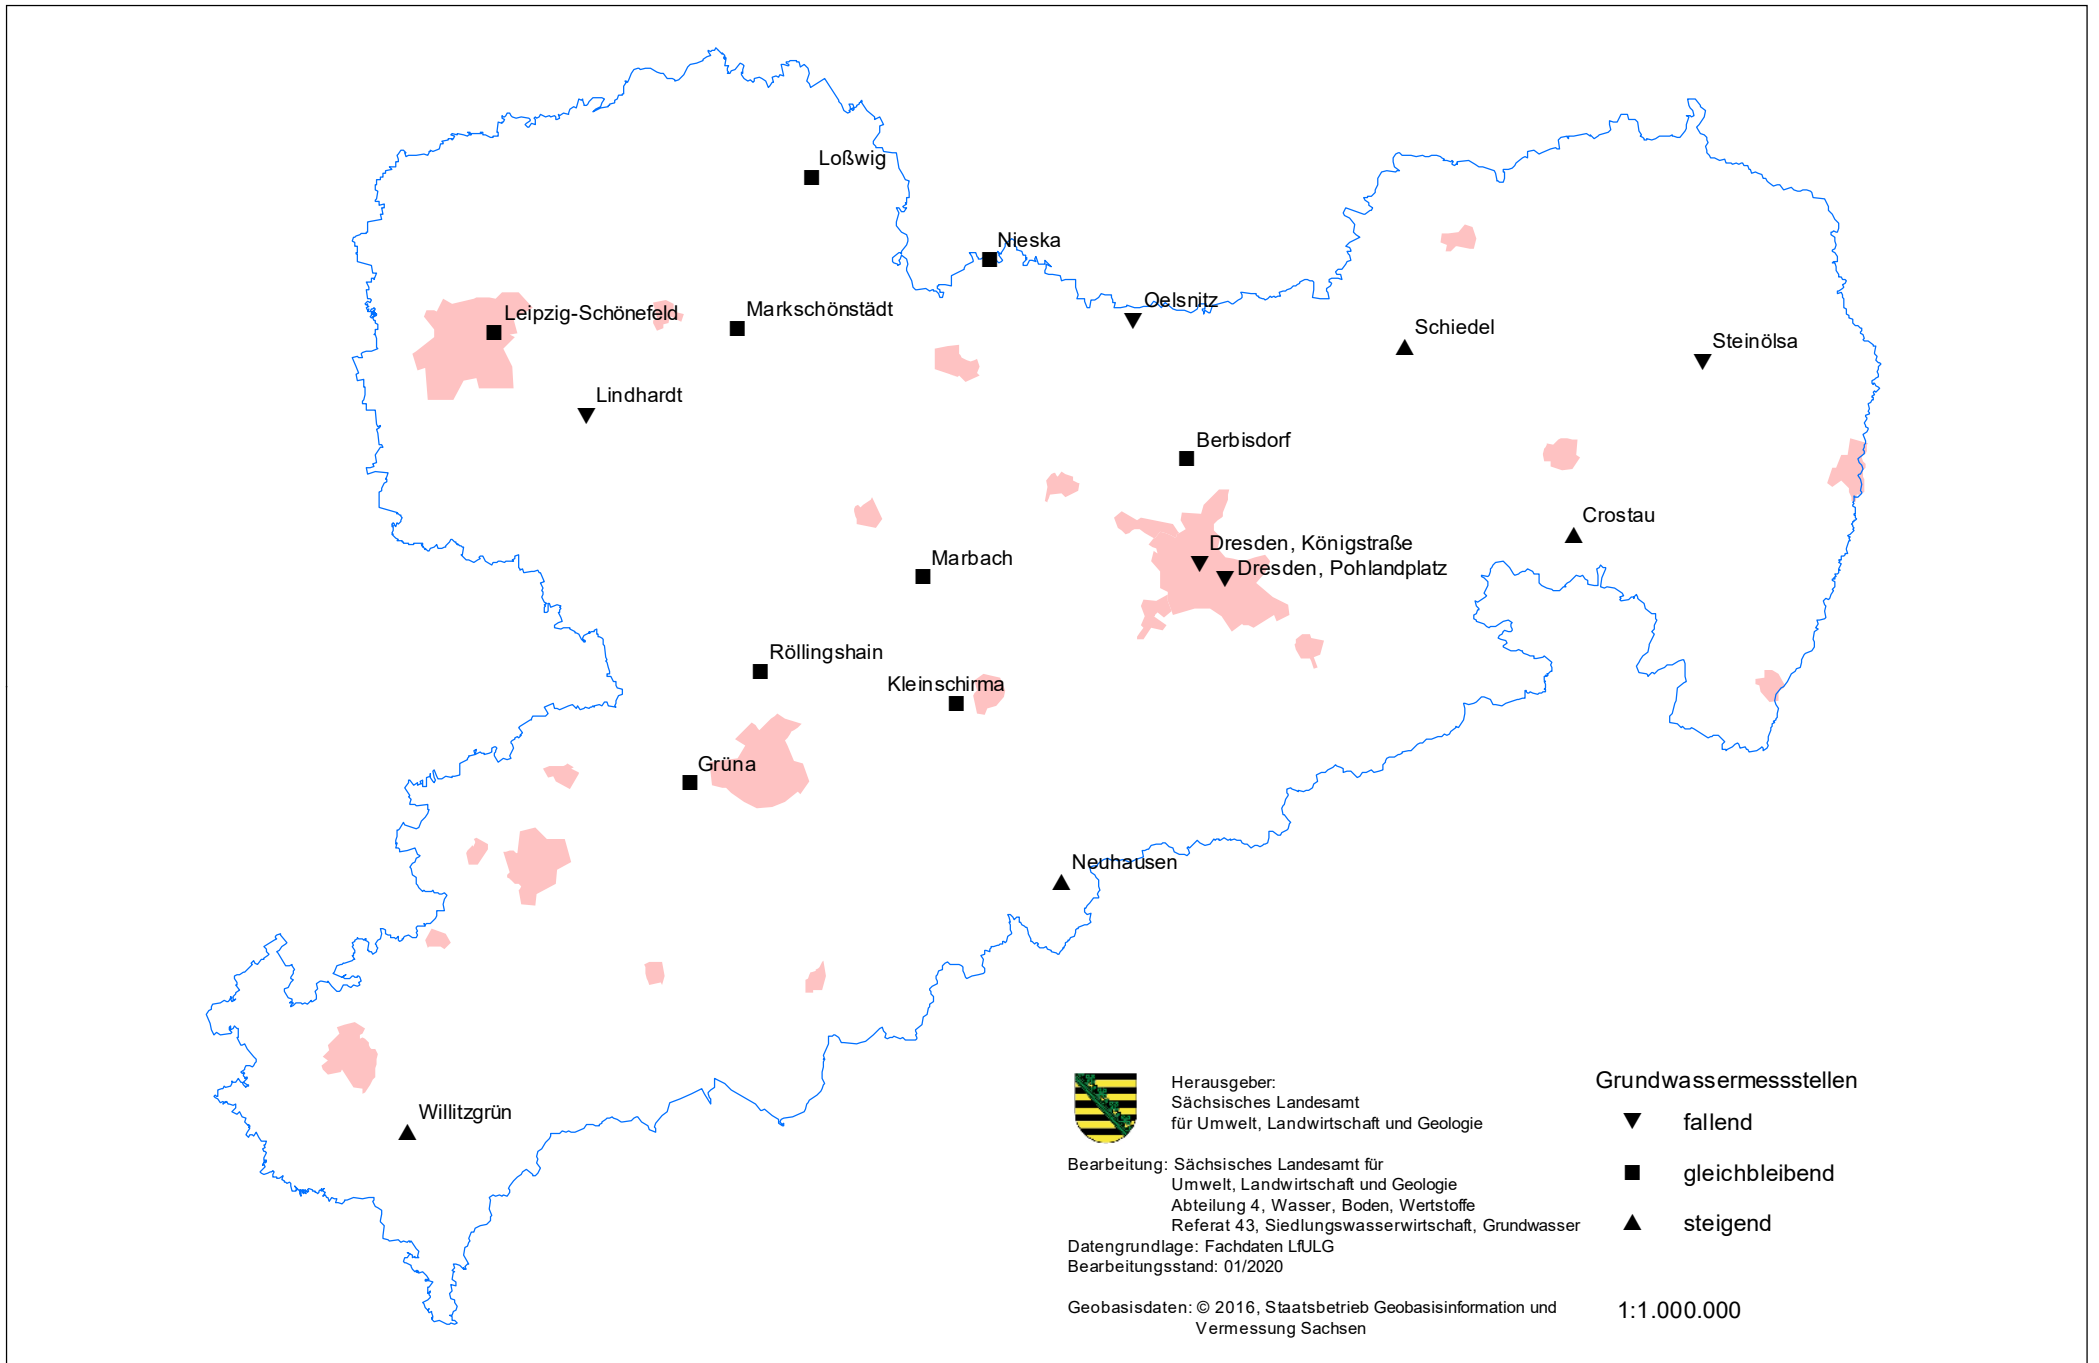 Loßwig
Nieska
Oelsnitz
Leipzig-Schönefeld
Markschönstädt
Schiedel
Steinölsa
Lindhardt
Berbisdorf
Crostau
Dresden, Königstraße
Dresden, Pohlandplatz
Marbach
Röllingshain
Kleinschirma
Grüna
Neuhausen
Willitzgrün
Herausgeber:
Sächsisches Landesamt
für Umwelt, Landwirtschaft und Geologie
Bearbeitung: Sächsisches Landesamt für
Umwelt, Landwirtschaft und Geologie
Abteilung 4, Wasser, Boden, Wertstoffe
Referat 43, Siedlungswasserwirtschaft, Grundwasser
Datengrundlage: Fachdaten LfULG
Bearbeitungsstand: 01/2020
Geobasisdaten: © 2016, Staatsbetrieb Geobasisinformation und
Vermessung Sachsen
Grundwassermessstellen
fallend
gleichbleibend
steigend
1:1.000.000